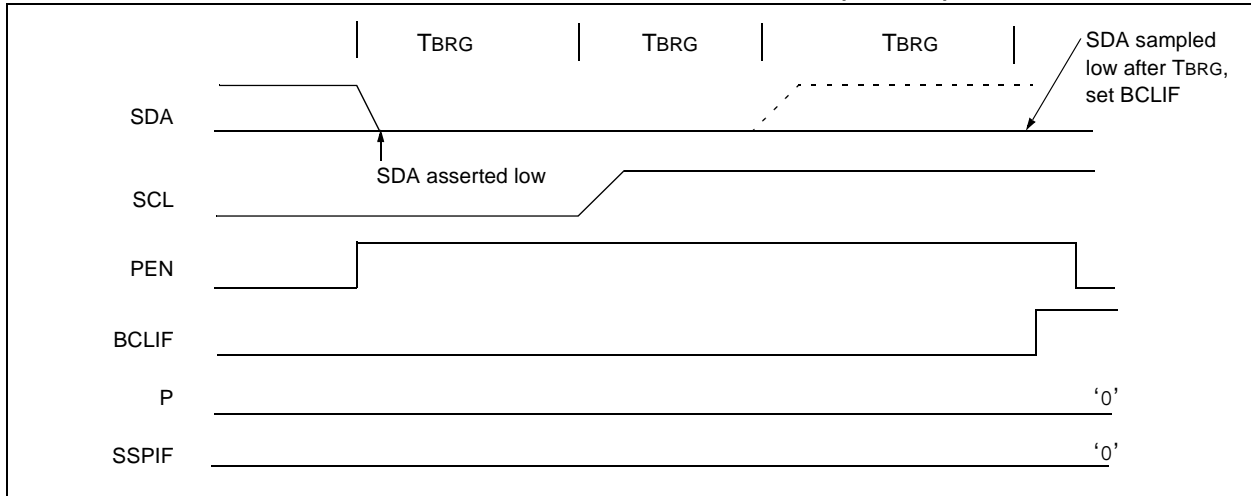 TBRG TBRG TBRG
SDA sampled
low after TBRG,
set BCLIF
SDA
SDA asserted low
SCL
PEN
BCLIF
P
‘0’
SSPIF
‘0’